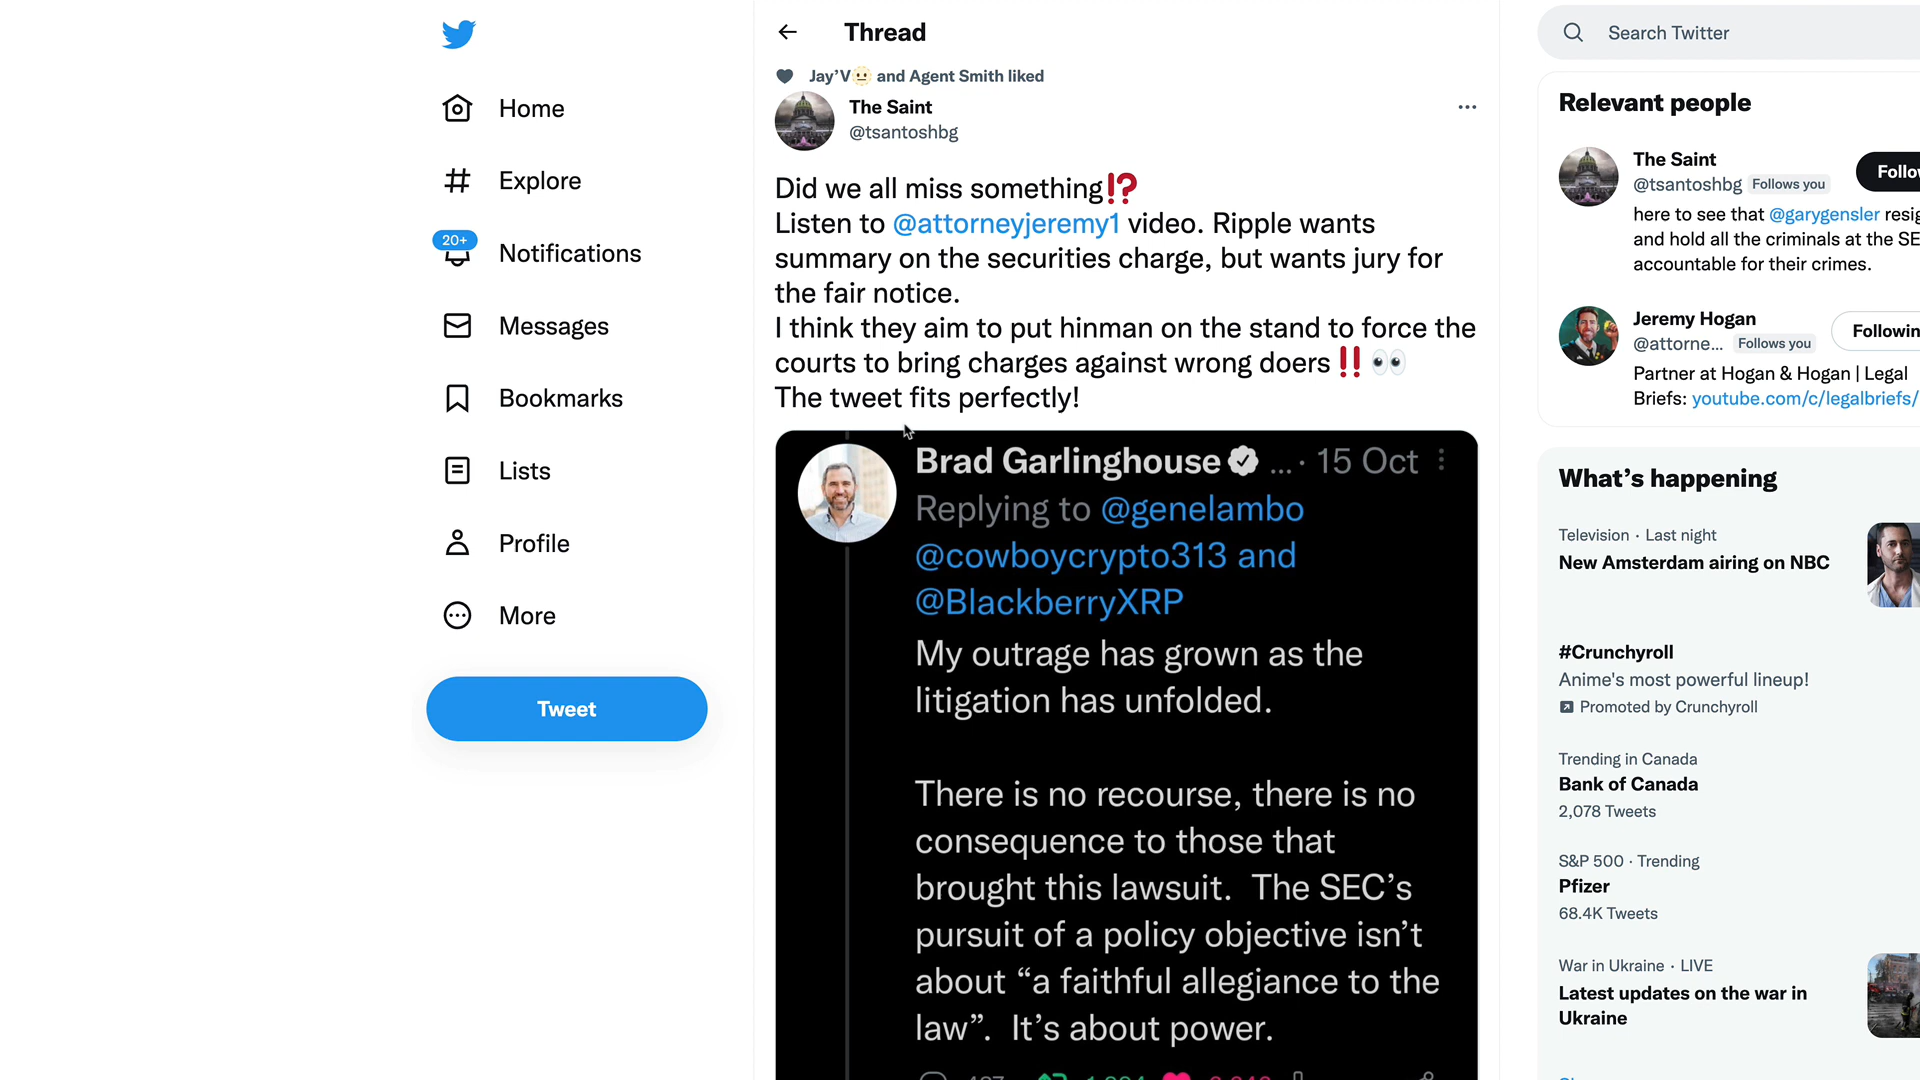 Home
Explore
20+
Notifications
Messages
Bookmarks
Lists
Profile
More
Tweet
Thread
Jay'V and Agent Smith liked
The Saint
@tsantoshbg
Did we all miss something⁉️
Listen to @attorneyjeremy1 video. Ripple wants
summary on the securities charge, but wants jury for
the fair notice.
I think they aim to put hinman on the stand to force the
courts to bring charges against wrong doers‼️ 👀
The tweet fits perfectly!
Brad Garlinghouse ... · 15 Oct
Replying to @genelambo
@cowboycrypto313 and
@BlackberryXRP
My outrage has grown as the
litigation has unfolded.
There is no recourse, there is no
consequence to those that
brought this lawsuit. The SEC's
pursuit of a policy objective isn't
about “a faithful allegiance to the
law”. It's about power.
Search Twitter
Relevant people
The Saint
@tsantoshbg Follows you
Follo
here to see that @garygensler resig
and hold all the criminals at the SE
accountable for their crimes.
Jeremy Hogan
@attorne... Follows you
Followin
Partner at Hogan & Hogan | Legal
Briefs: youtube.com/c/legalbriefs/
What's happening
Television · Last night
New Amsterdam airing on NBC
#Crunchyroll
Anime's most powerful lineup!
Promoted by Crunchyroll
Trending in Canada
Bank of Canada
2,078 Tweets
S&P 500 · Trending
Pfizer
68.4K Tweets
War in Ukraine · LIVE
Latest updates on the war in
Ukraine